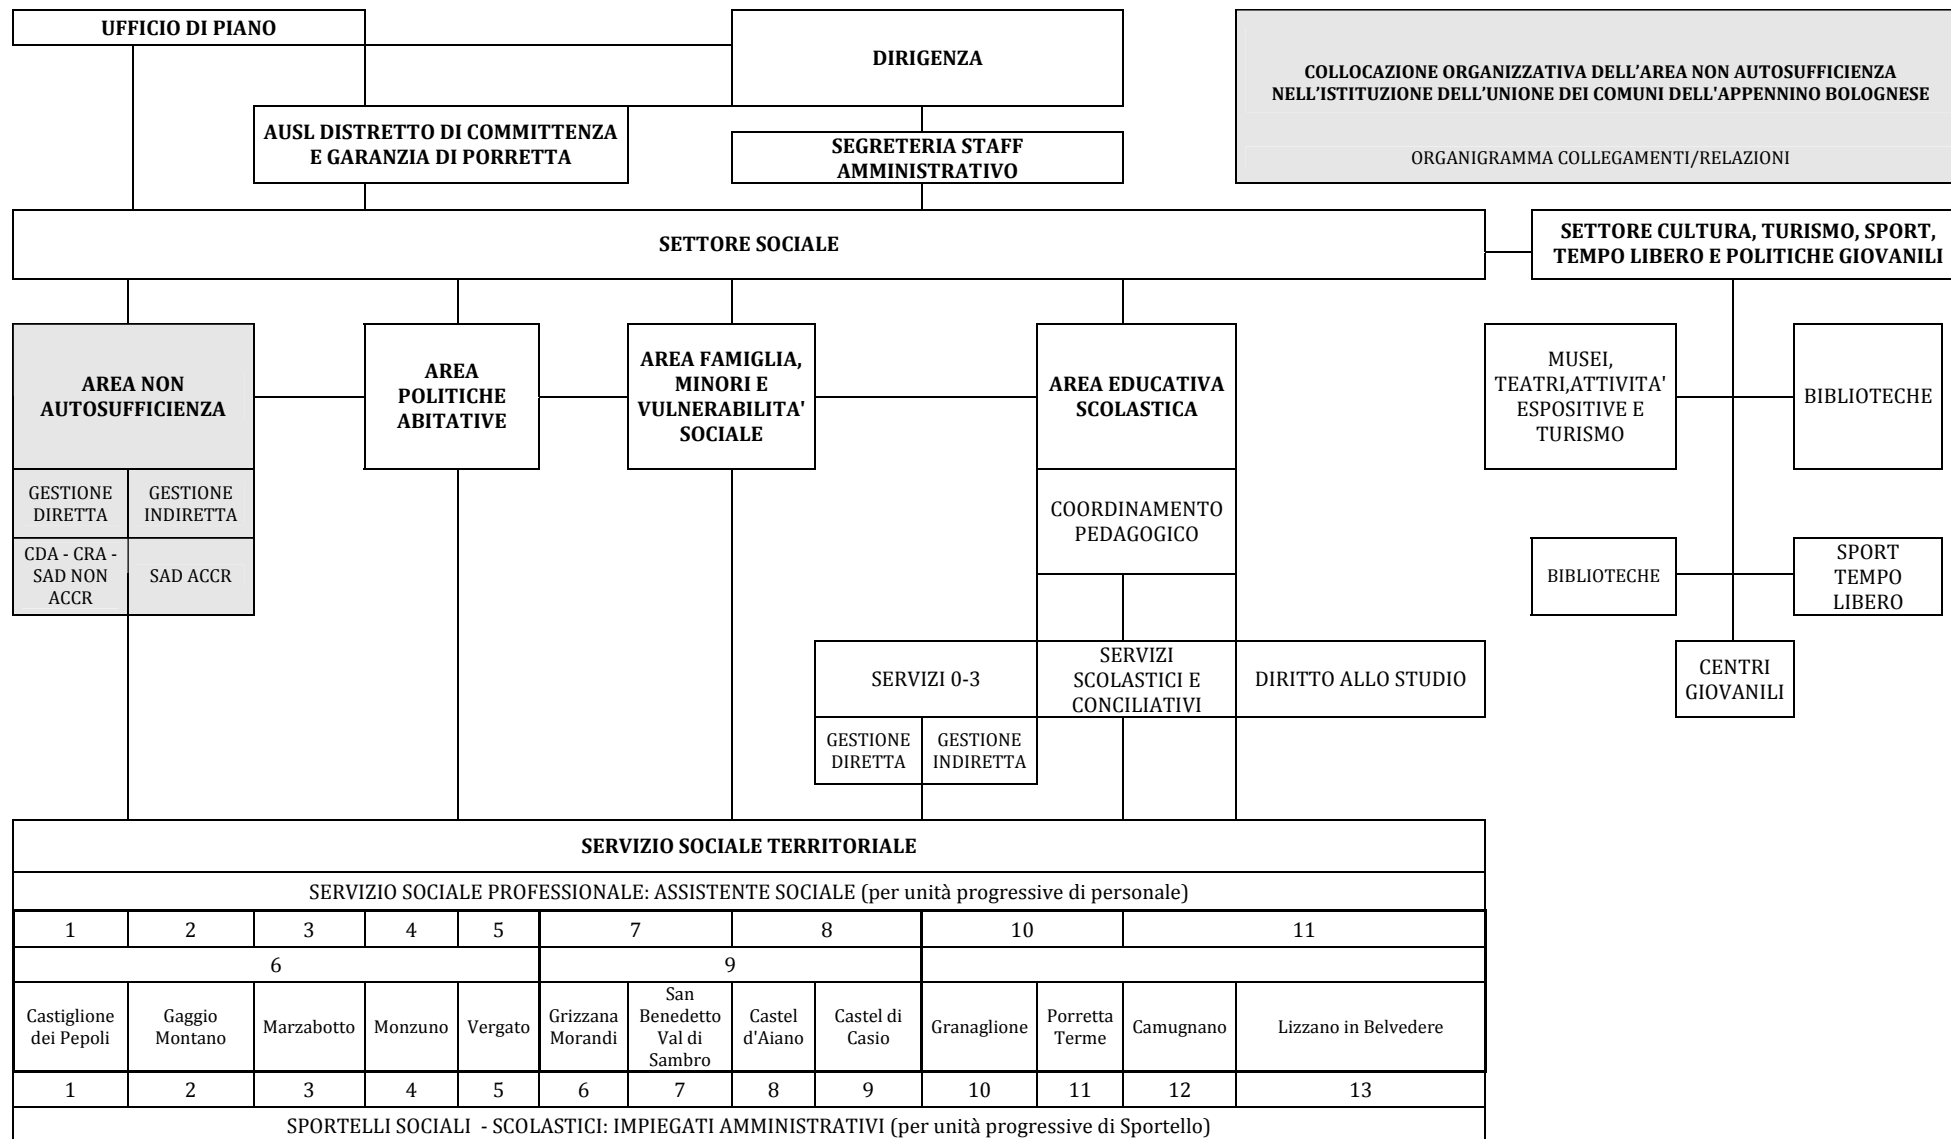 UFFICIO DI PIANO
DIRIGENZA
COLLOCAZIONE ORGANIZZATIVA DELL’AREA NON AUTOSUFFICIENZA
NELL’ISTITUZIONE DELL’UNIONE DEI COMUNI DELL'APPENNINO BOLOGNESE
ORGANIGRAMMA COLLEGAMENTI/RELAZIONI
AUSL DISTRETTO DI COMMITTENZA
E GARANZIA DI PORRETTA
SEGRETERIA STAFF
AMMINISTRATIVO
SETTORE SOCIALE
SETTORE CULTURA, TURISMO, SPORT,
TEMPO LIBERO E POLITICHE GIOVANILI
AREA NON
AUTOSUFFICIENZA
AREA
POLITICHE
ABITATIVE
AREA FAMIGLIA,
MINORI E
VULNERABILITA'
SOCIALE
AREA EDUCATIVA
SCOLASTICA
MUSEI,
TEATRI,ATTIVITA'
ESPOSITIVE E
TURISMO
BIBLIOTECHE
GESTIONE
DIRETTA
GESTIONE
INDIRETTA
COORDINAMENTO
PEDAGOGICO
CDA - CRA -
SAD NON
ACCR
SAD ACCR
BIBLIOTECHE
SPORT
TEMPO
LIBERO
SERVIZI 0-3
SERVIZI
SCOLASTICI E
CONCILIATIVI
DIRITTO ALLO STUDIO
CENTRI
GIOVANILI
GESTIONE
DIRETTA
GESTIONE
INDIRETTA
SERVIZIO SOCIALE TERRITORIALE
SERVIZIO SOCIALE PROFESSIONALE: ASSISTENTE SOCIALE (per unità progressive di personale)
1 2 3 4 5 7 8 10 11
6 9
Castiglione
dei Pepoli
Gaggio
Montano
Marzabotto
Monzuno
Vergato
Grizzana
Morandi
San
Benedetto
Val di
Sambro
Castel
d'Aiano
Castel di
Casio
Granaglione
Porretta
Terme
Camugnano
Lizzano in Belvedere
1 2 3 4 5 6 7 8 9 10 11 12 13
SPORTELLI SOCIALI - SCOLASTICI: IMPIEGATI AMMINISTRATIVI (per unità progressive di Sportello)